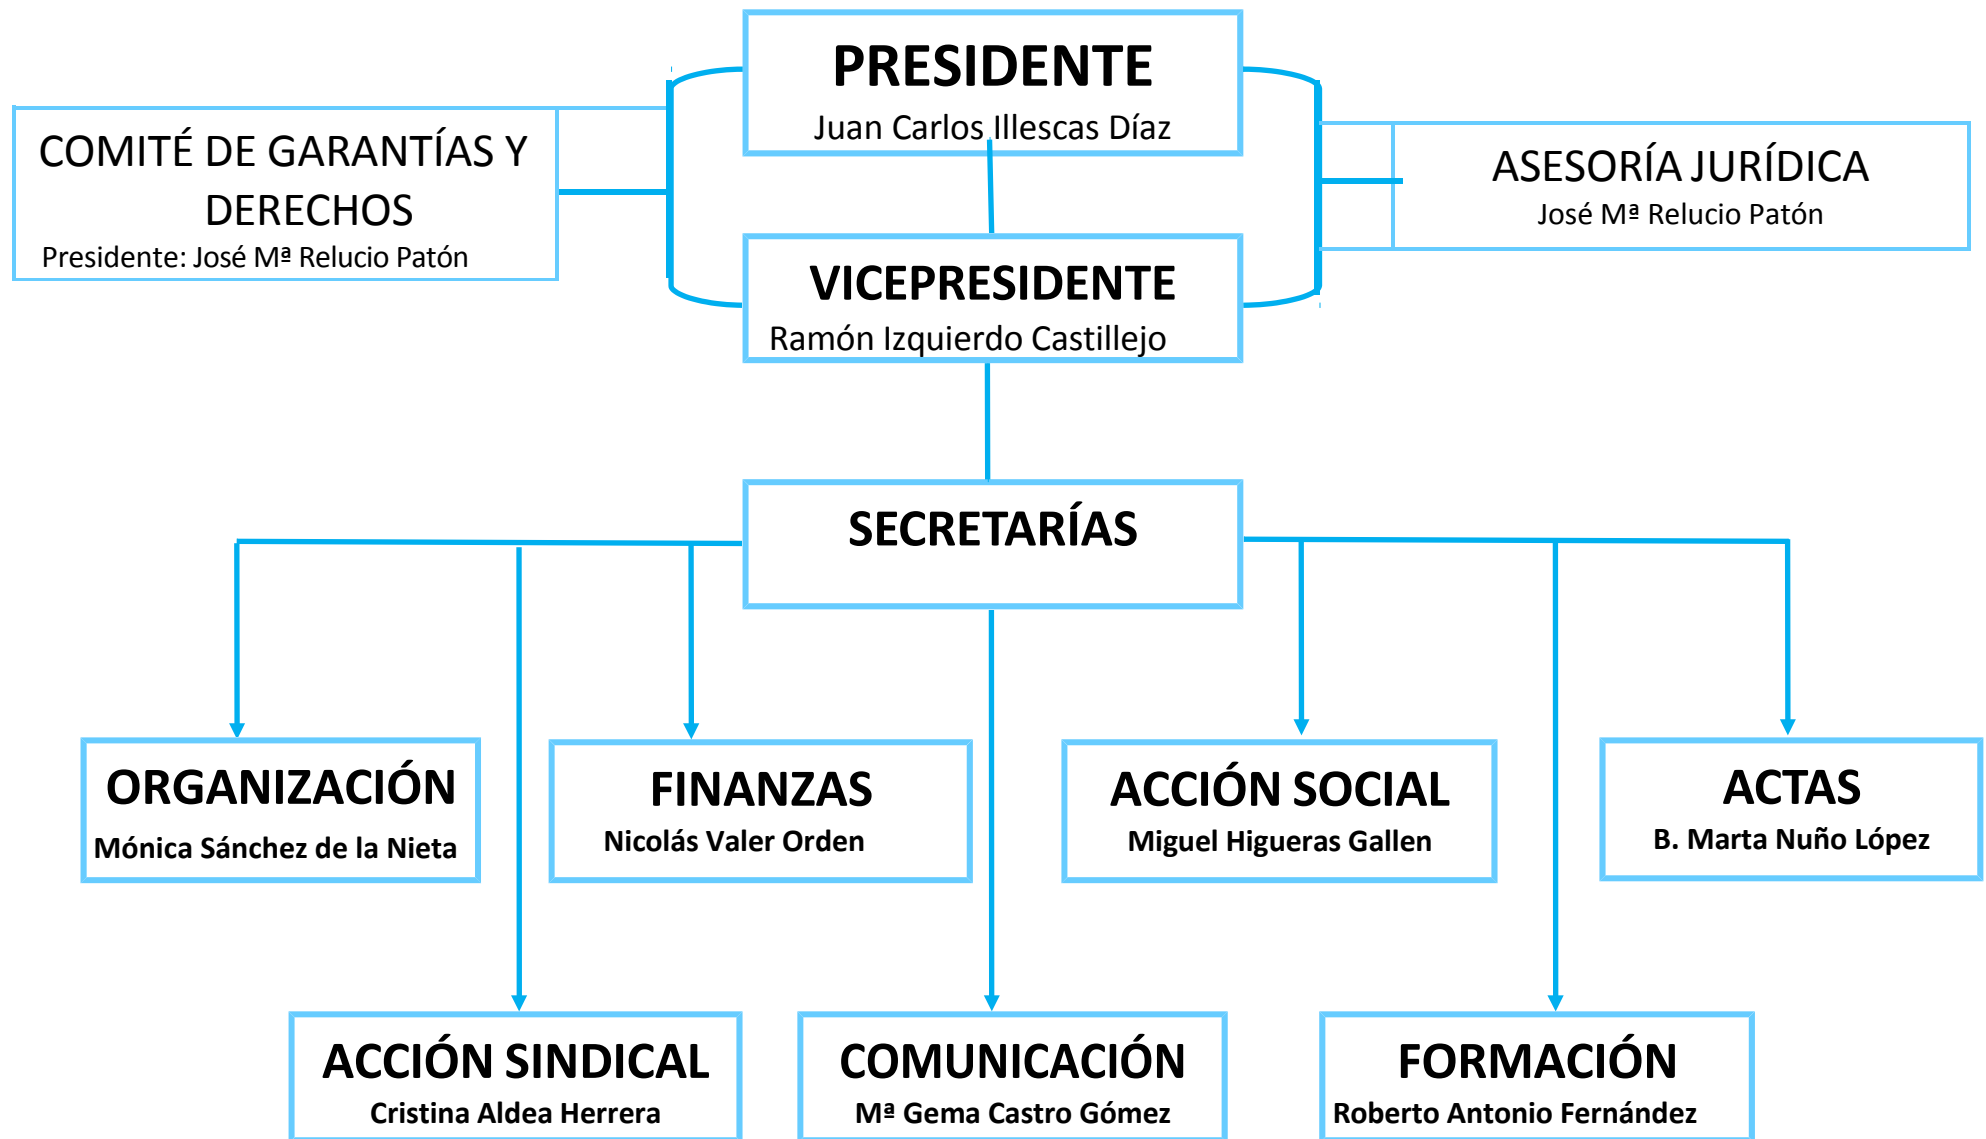 PRESIDENTE
Juan Carlos Illescas Díaz
COMITÉ DE GARANTÍAS Y
DERECHOS
Presidente: José Mª Relucio Patón
ASESORÍA JURÍDICA
José Mª Relucio Patón
VICEPRESIDENTE
Ramón Izquierdo Castillejo
SECRETARÍAS
ORGANIZACIÓN
Mónica Sánchez de la Nieta
FINANZAS
Nicolás Valer Orden
ACCIÓN SOCIAL
Miguel Higueras Gallen
ACTAS
B. Marta Nuño López
ACCIÓN SINDICAL
Cristina Aldea Herrera
COMUNICACIÓN
Mª Gema Castro Gómez
FORMACIÓN
Roberto Antonio Fernández